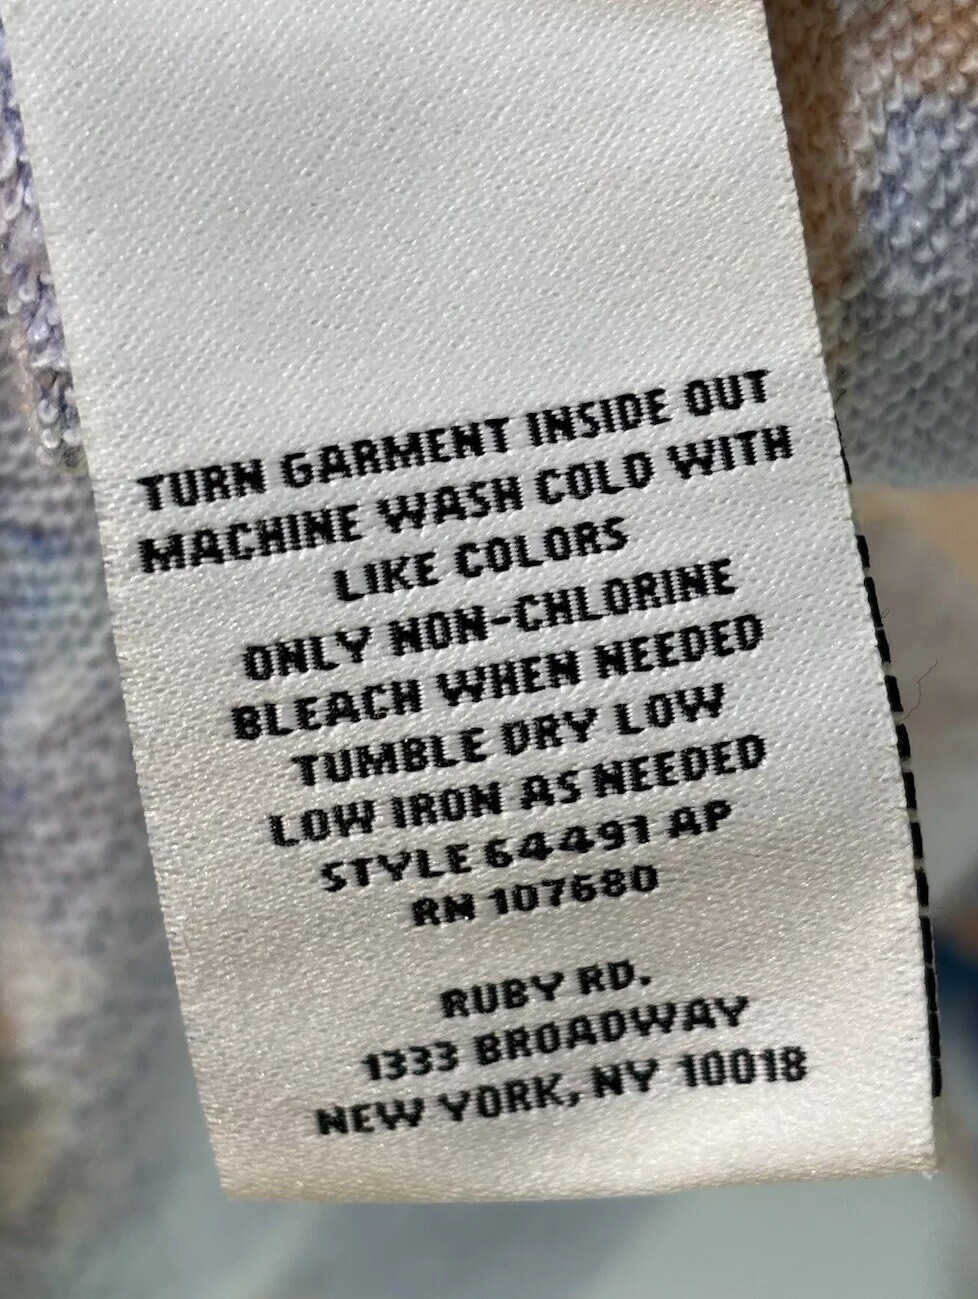 TURN GARMENT INSIDE OUT
MACHINE WASH COLD WITH
LIKE COLORS
ONLY NON-CHLORINE
BLEACH WHEN NEEDED
TUMBLE DRY LOW
LOW IRON AS NEEDED
STYLE 64491 AP
RN 107680
RUBY RD.
1333 BROADWAY
NEW YORK, NY 10018